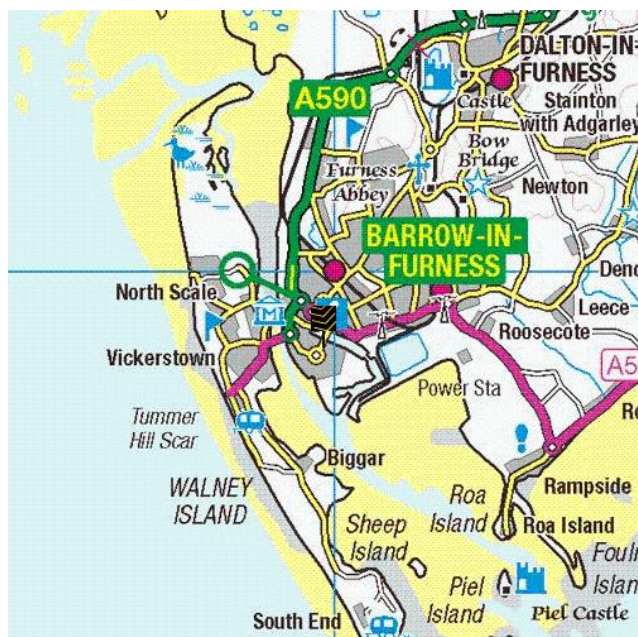 DALTON-IN-
FURNESS
A590
Castle
Stainton
with Adgarley
Bow
Bridge
Furness
Abbey
Newton
BARROW-IN-
FURNESS
North Scale
Leece
Roosecote
Vickerstown
A5
Power Sta
Tummer
Hill Scar
Biggar
WALNEY
ISLAND
Roa
Island
Rampside
Sheep
Island
Roa Island
Piel
Island
Piel Castle
South End